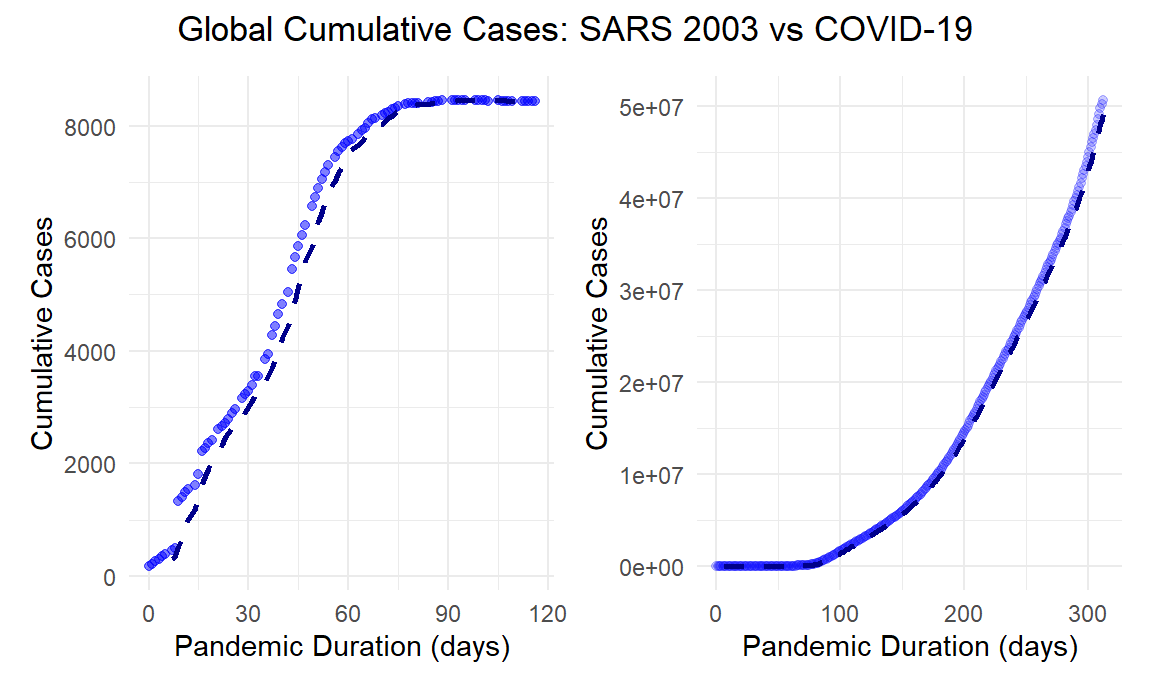 Global Cumulative Cases: SARS 2003 vs COVID-19
Cumulative Cases
8000
6000
4000
2000
0
0 30 60 90 120
Pandemic Duration (days)
Cumulative Cases
5e+07
4e+07
3e+07
2e+07
1e+07
0e+00
0 100 200 300
Pandemic Duration (days)